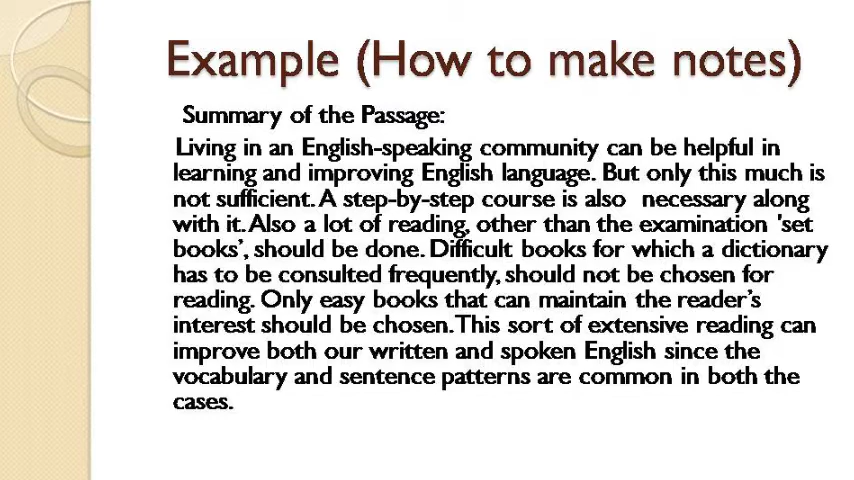 Example (How to make notes)
Summary of the Passage:
Living in an English-speaking community can be helpful in
learning and improving English language. But only this much is
not sufficient. A step-by-step course is also necessary along
with it. Also a lot of reading, other than the examination 'set
books', should be done. Difficult books for which a dictionary
has to be consulted frequently, should not be chosen for
reading. Only easy books that can maintain the reader's
interest should be chosen. This sort of extensive reading can
improve both our written and spoken English since the
vocabulary and sentence patterns are common in both the
cases.